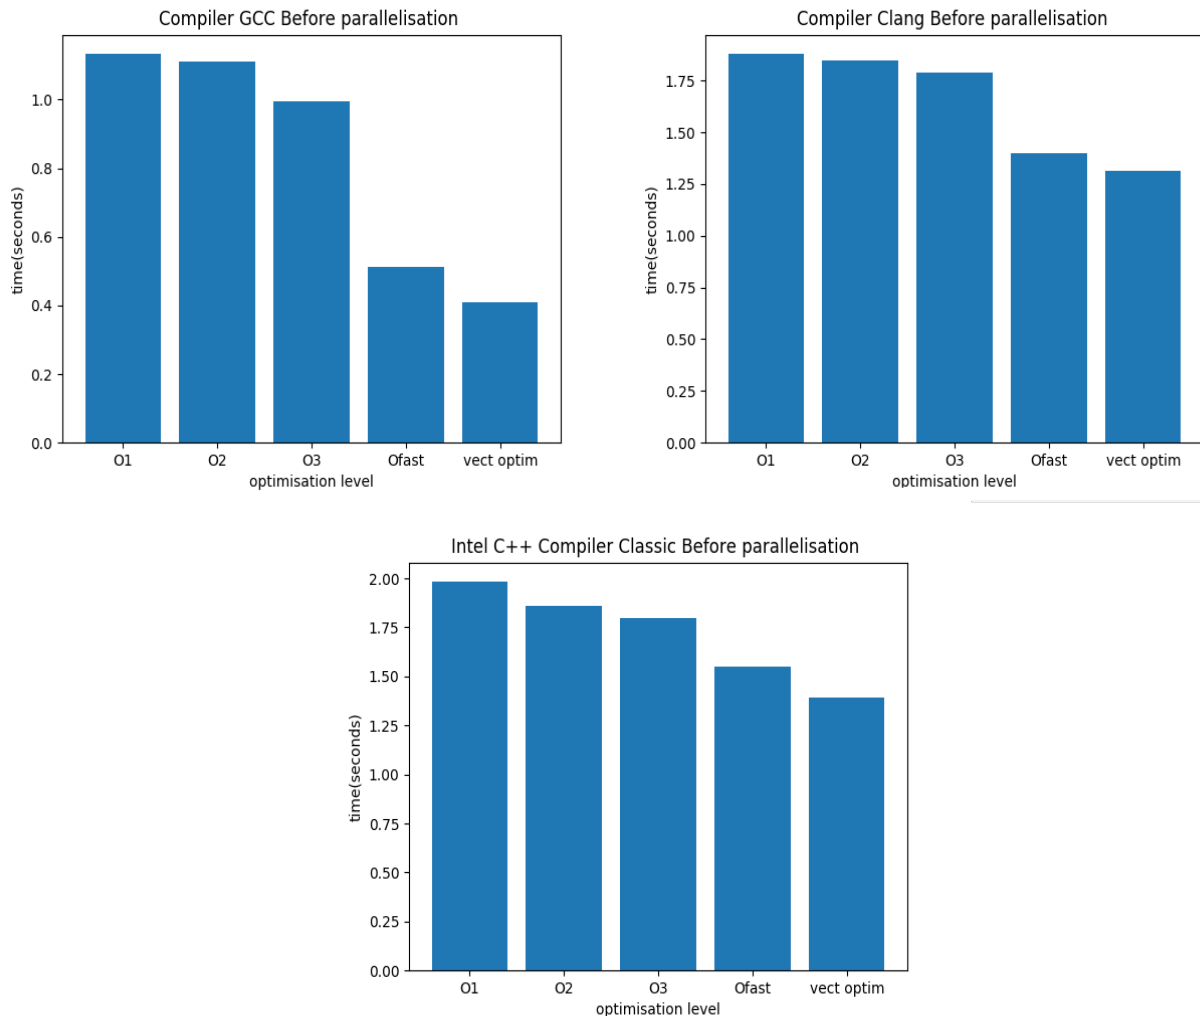 Compiler GCC Before parallelisation
1.0
0.8
0.6
0.4
0.2
0.0
time(seconds)
O1 O2 O3 Ofast vect optim
optimisation level
Compiler Clang Before parallelisation
1.75
1.50
1.25
1.00
0.75
0.50
0.25
0.00
time(seconds)
O1 O2 O3 Ofast vect optim
optimisation level
Intel C++ Compiler Classic Before parallelisation
2.00
1.75
1.50
1.25
1.00
0.75
0.50
0.25
0.00
time(seconds)
O1 O2 O3 Ofast vect optim
optimisation level